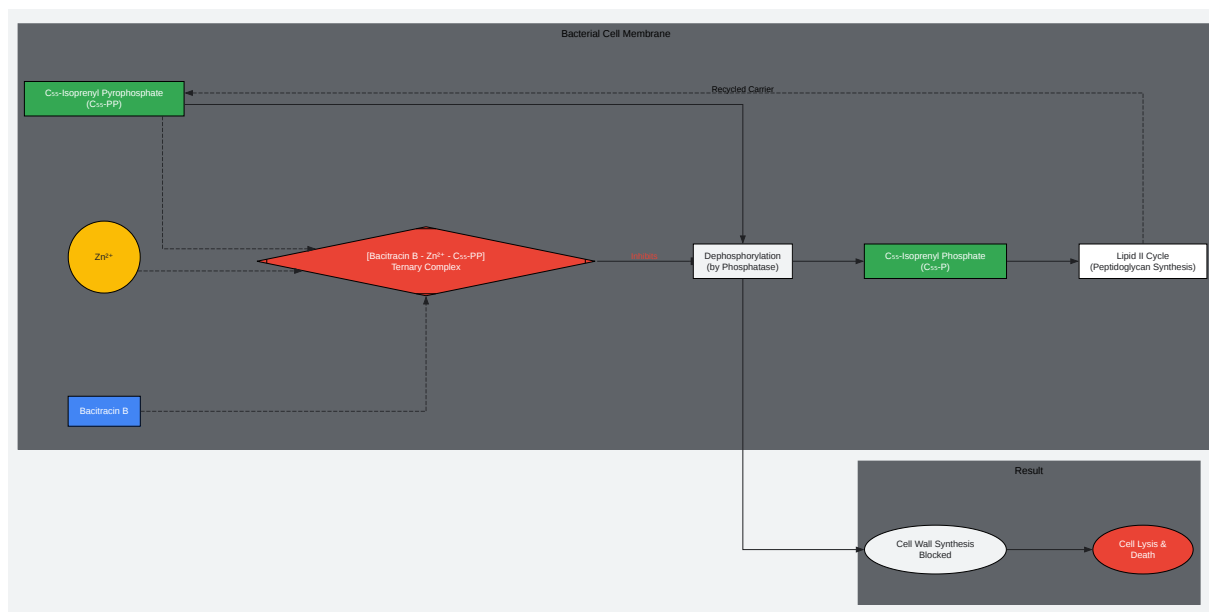 Bacterial Cell Membrane
C₅₅-Isoprenyl Pyrophosphate
(C₅₅-PP)
Recycled Carrier
Zn²⁺
[Bacitracin B - Zn²⁺ - C₅₅-PP]
Ternary Complex
Dephosphorylation
(by Phosphatase)
C₅₅-Isoprenyl Phosphate
(C₅₅-P)
Lipid II Cycle
(Peptidoglycan Synthesis)
Bacitracin B
Result
Cell Wall Synthesis
Blocked
Cell Lysis &
Death